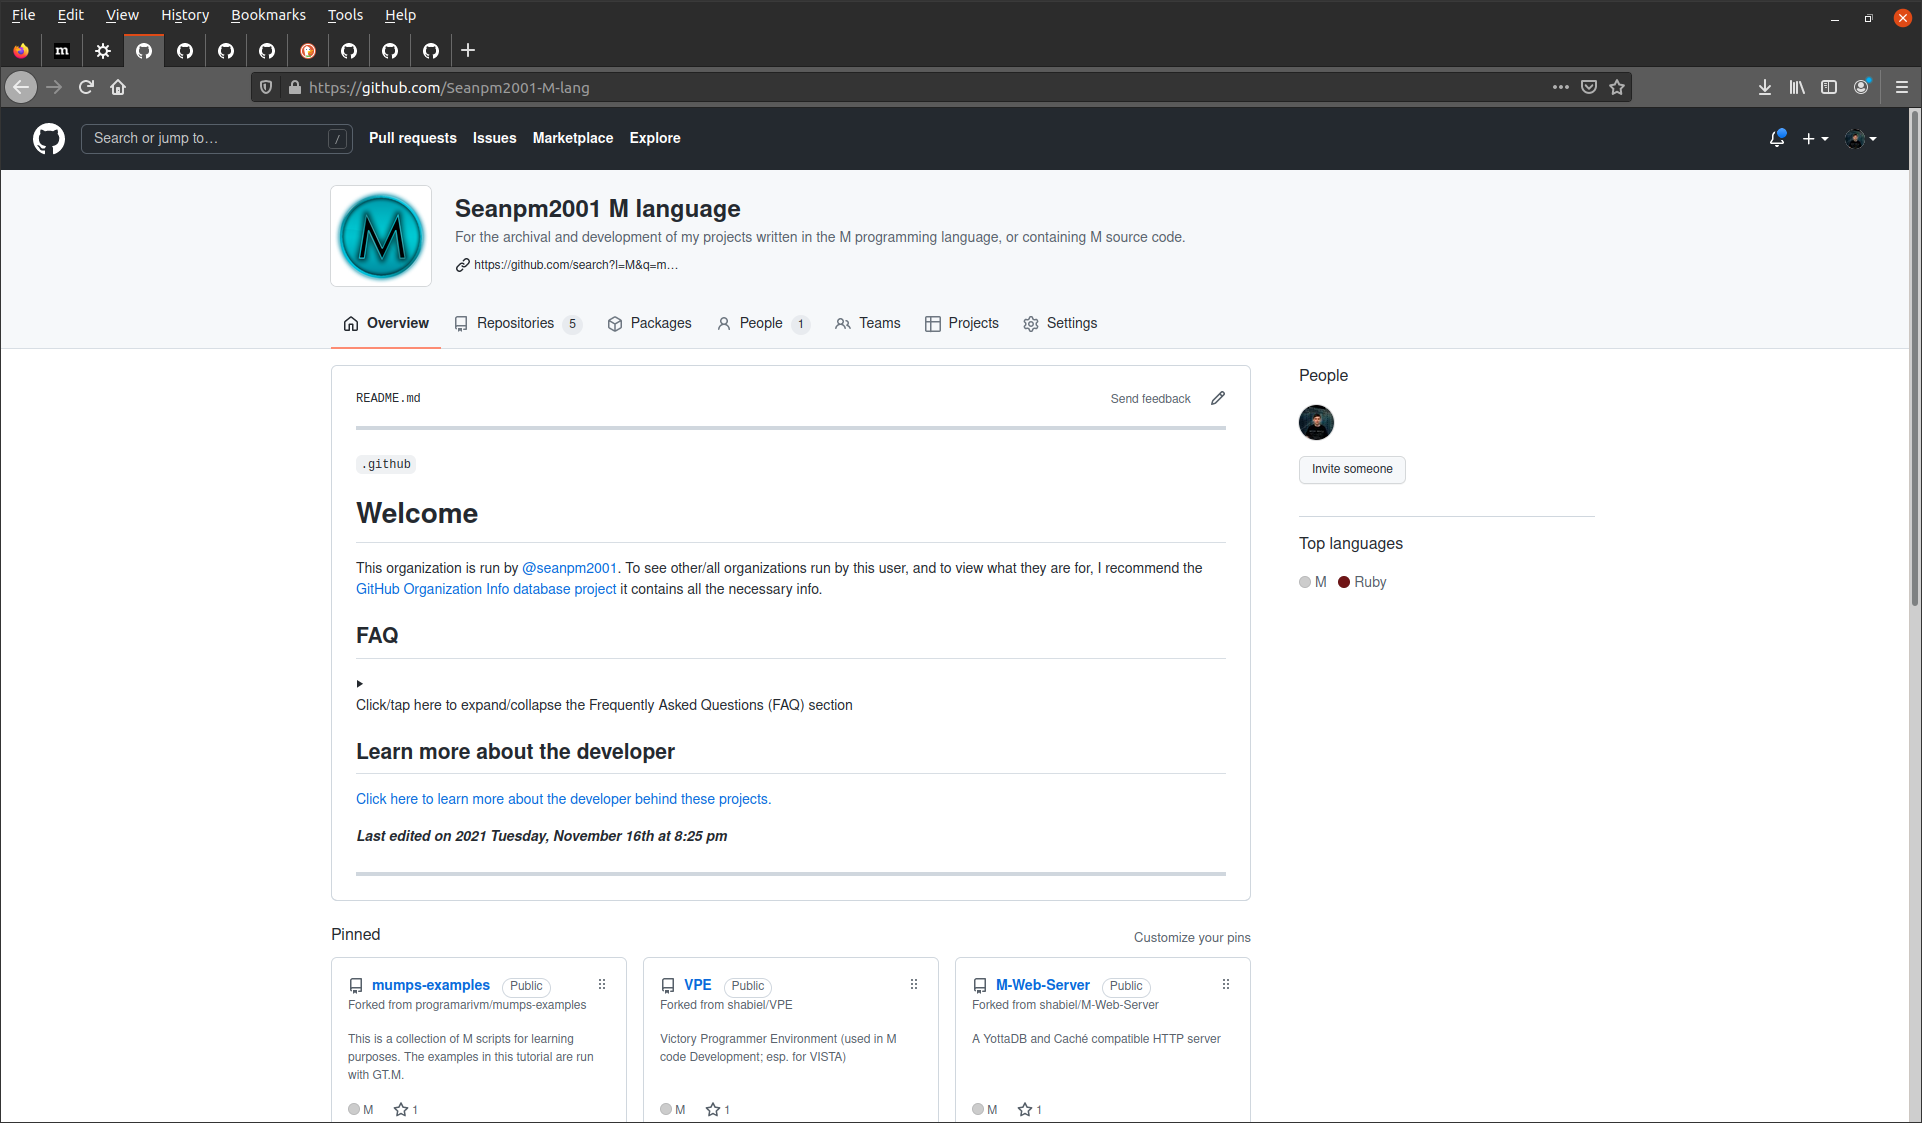 File Edit View History Bookmarks Tools Help
m
https://github.com/Seanpm2001-M-lang
Search or jump to… /
Pull requests Issues Marketplace Explore
M
Seanpm2001 M language
For the archival and development of my projects written in the M programming language, or containing M source code.
https://github.com/search?l=M&q=m…
Overview Repositories 5 Packages People 1 Teams Projects Settings
README.md Send feedback
.github
Welcome
This organization is run by @seanpm2001. To see other/all organizations run by this user, and to view what they are for, I recommend the
GitHub Organization Info database project it contains all the necessary info.
FAQ
Click/tap here to expand/collapse the Frequently Asked Questions (FAQ) section
Learn more about the developer
Click here to learn more about the developer behind these projects.
Last edited on 2021 Tuesday, November 16th at 8:25 pm
People
Invite someone
Top languages
M Ruby
Pinned Customize your pins
mumps-examples Public
Forked from programarivm/mumps-examples
This is a collection of M scripts for learning
purposes. The examples in this tutorial are run
with GT.M.
M 1
VPE Public
Forked from shabiel/VPE
Victory Programmer Environment (used in M
code Development; esp. for VISTA)
M 1
M-Web-Server Public
Forked from shabiel/M-Web-Server
A YottaDB and Caché compatible HTTP server
M 1